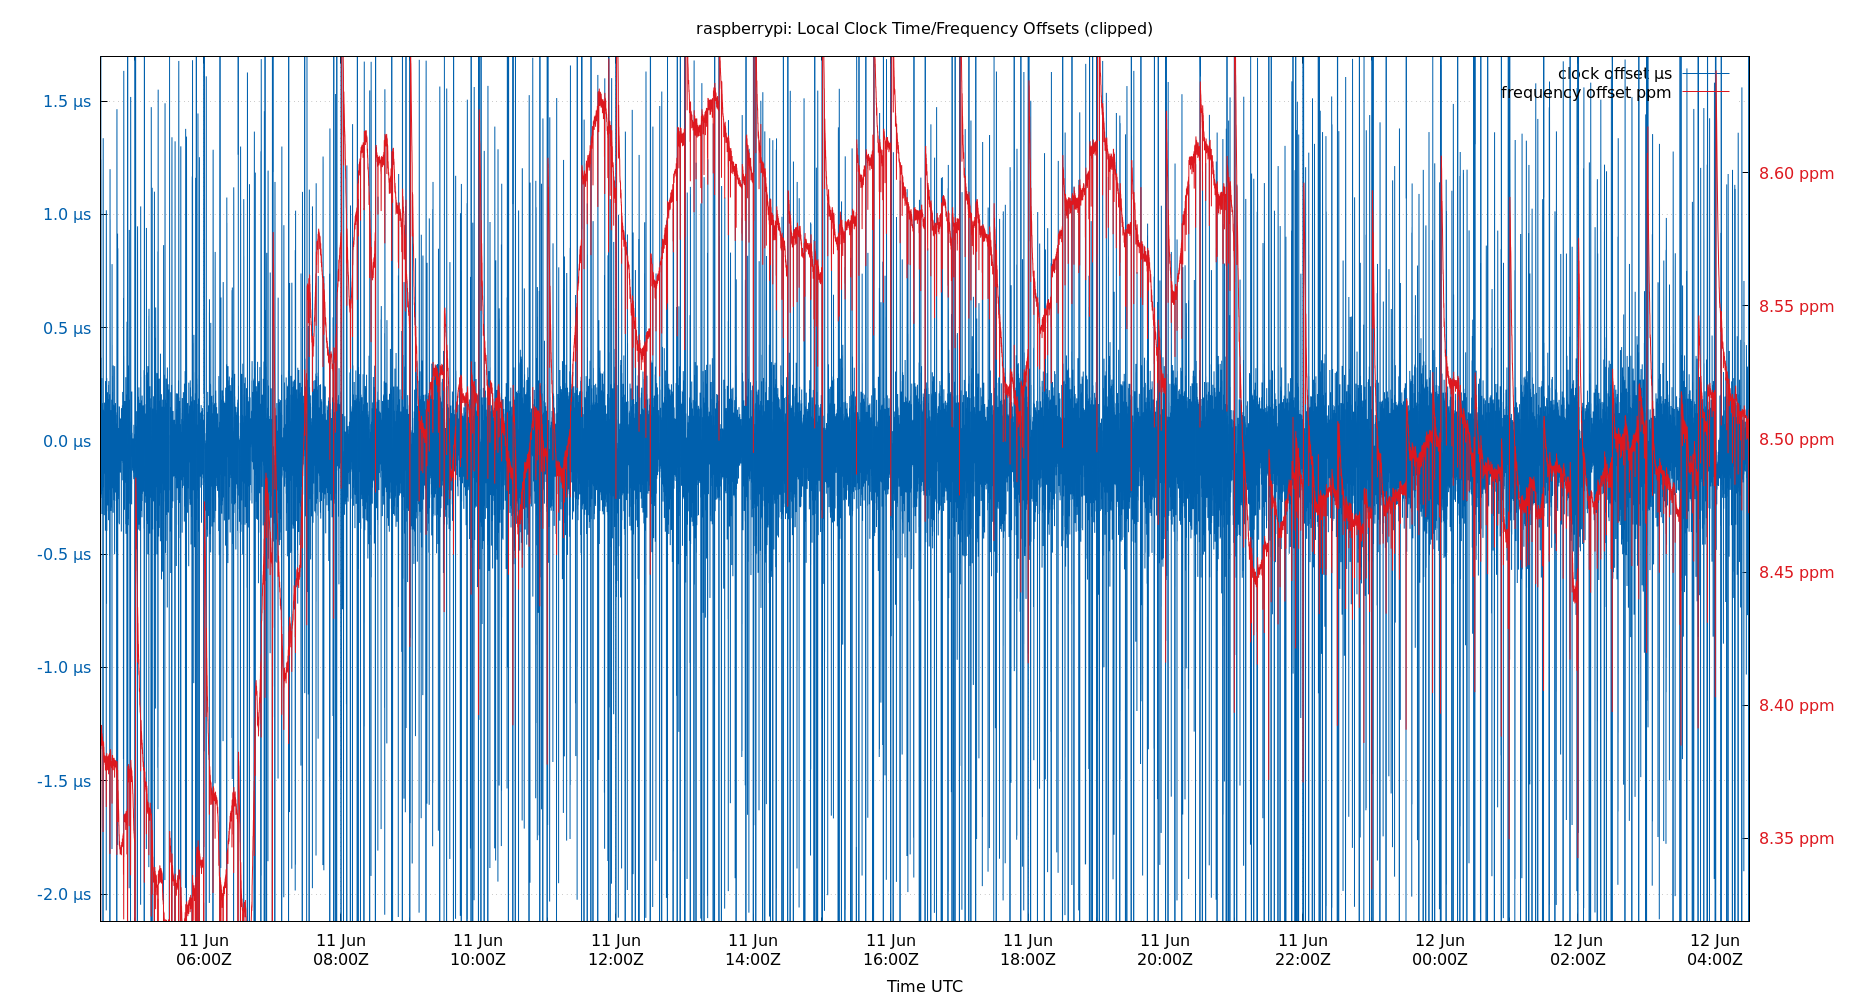 raspberrypi: Local Clock Time/Frequency Offsets (clipped)
clock offset µs
frequency offset ppm
1.5 µs
1.0 µs
0.5 µs
0.0 µs
-0.5 µs
-1.0 µs
-1.5 µs
-2.0 µs
8.60 ppm
8.55 ppm
8.50 ppm
8.45 ppm
8.40 ppm
8.35 ppm
11 Jun
06:00Z
11 Jun
08:00Z
11 Jun
10:00Z
11 Jun
12:00Z
11 Jun
14:00Z
11 Jun
16:00Z
11 Jun
18:00Z
11 Jun
20:00Z
11 Jun
22:00Z
12 Jun
00:00Z
12 Jun
02:00Z
12 Jun
04:00Z
Time UTC